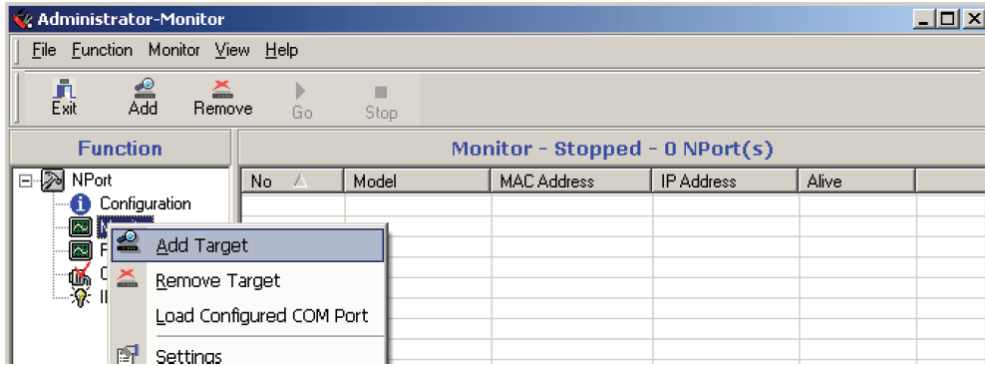 Administrator-Monitor
File Function Monitor View Help
Exit Add Remove Go Stop
Function
Monitor - Stopped - 0 NPort(s)
NPort
No Model MAC Address IP Address Alive
Configuration
Add Target
Remove Target
Load Configured COM Port
Settings